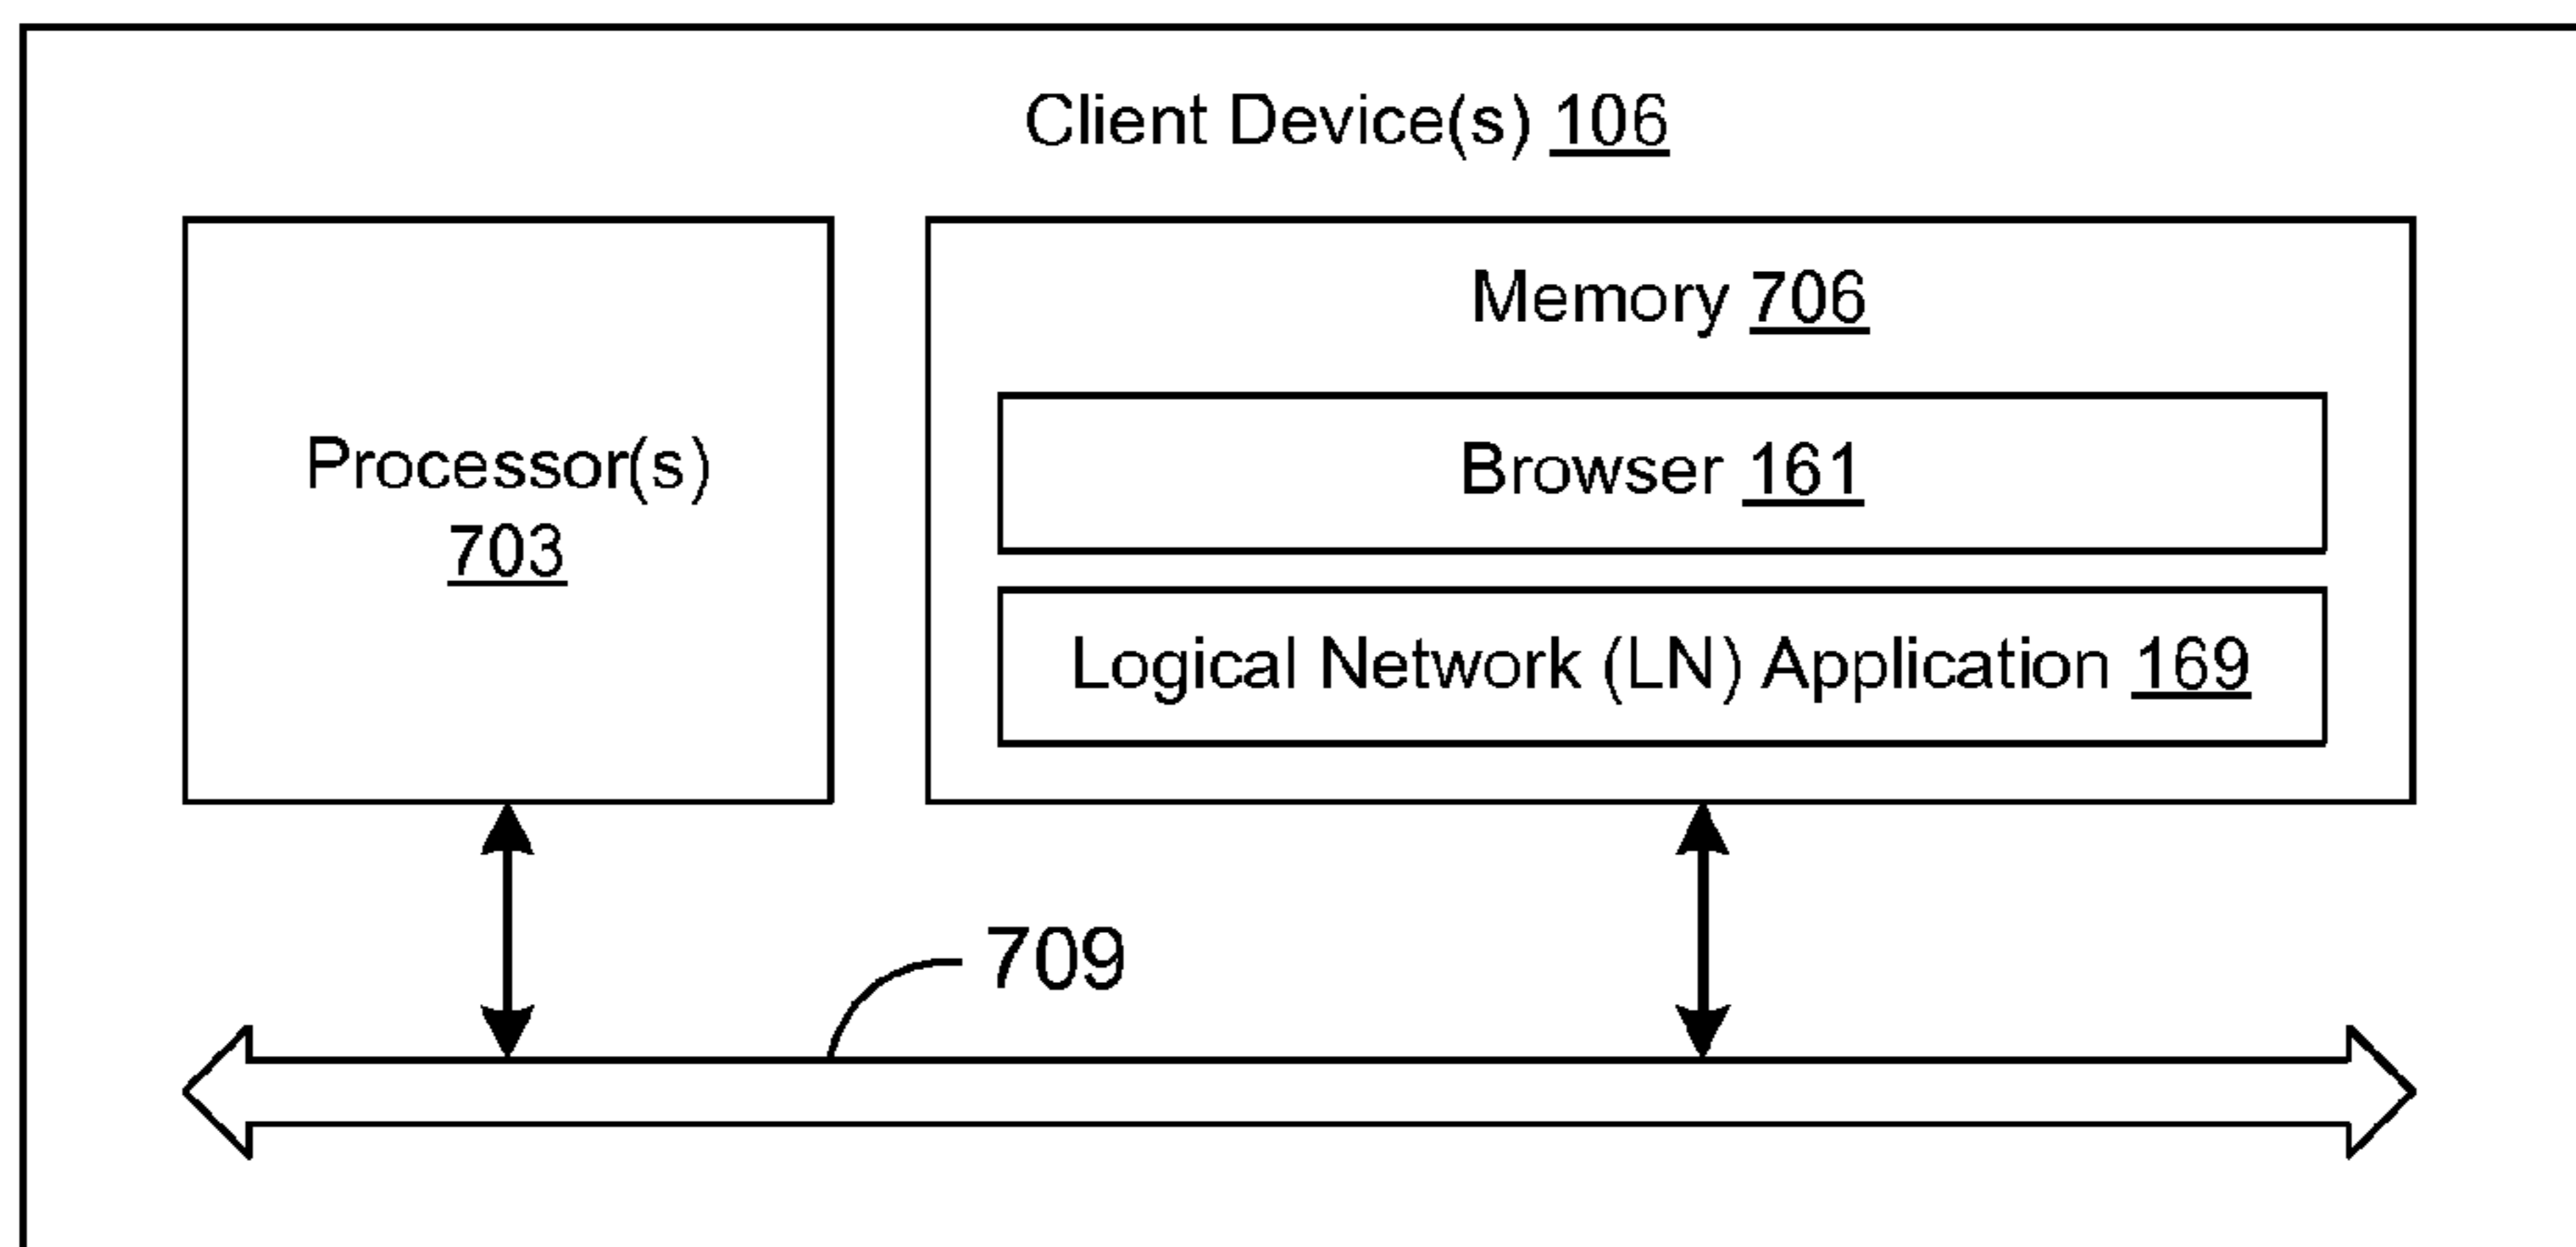 Client Device(s) 106
Processor(s)
703
Memory 706
Browser 161
Logical Network (LN) Application 169
709